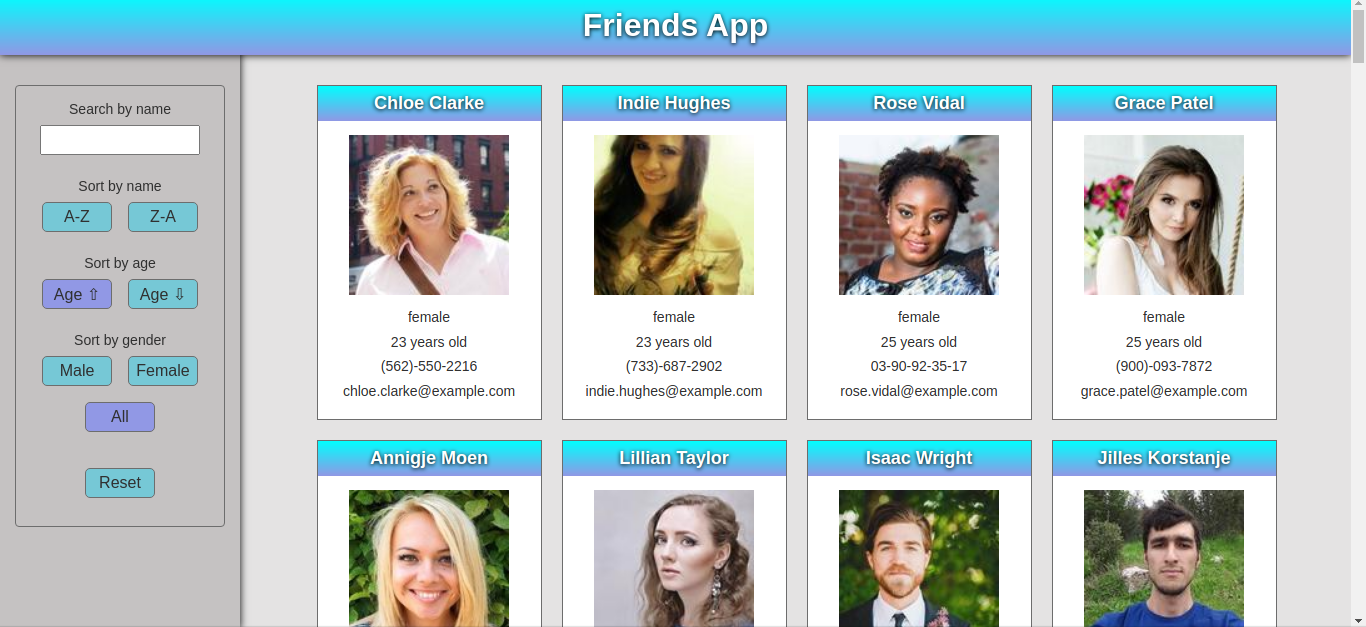 Friends App
Search by name
Sort by name
A-Z Z-A
Sort by age
Age ⇧ Age ⇩
Sort by gender
Male Female
All
Reset
Chloe Clarke
female
23 years old
(562)-550-2216
chloe.clarke@example.com
Indie Hughes
female
23 years old
(733)-687-2902
indie.hughes@example.com
Rose Vidal
female
25 years old
03-90-92-35-17
rose.vidal@example.com
Grace Patel
female
25 years old
(900)-093-7872
grace.patel@example.com
Annigje Moen
Lillian Taylor
Isaac Wright
Jilles Korstanje